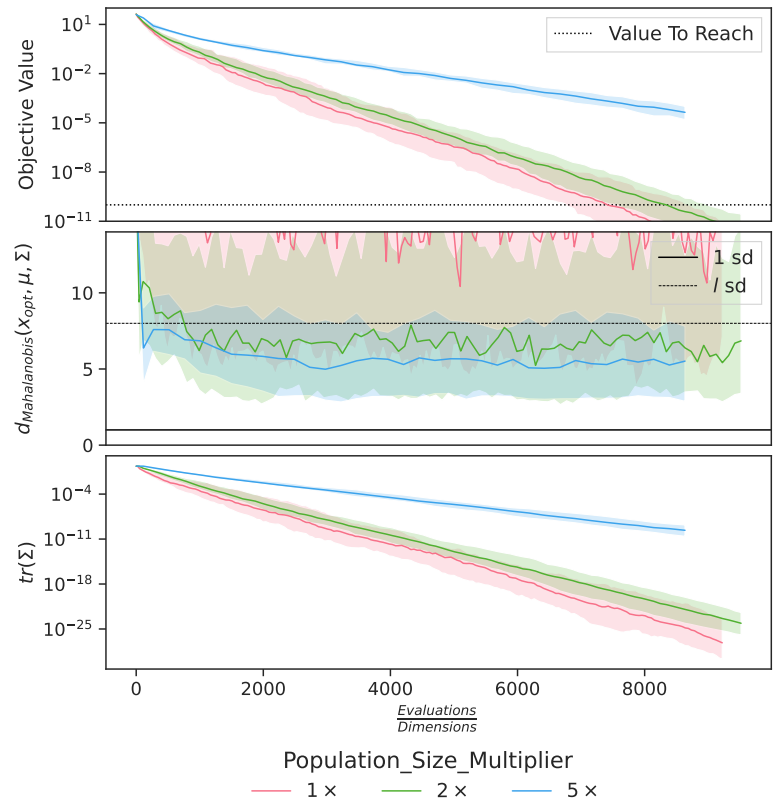 Objective Value
10¹
10⁻²
10⁻⁵
10⁻⁸
10⁻¹¹
Value To Reach
d_Mahalanobis(x_opt, μ, Σ)
10
5
0
1 sd
l sd
tr(Σ)
10⁻⁴
10⁻¹¹
10⁻¹⁸
10⁻²⁵
0 2000 4000 6000 8000
Evaluations
Dimensions
Population_Size_Multiplier
1 × 2 × 5 ×